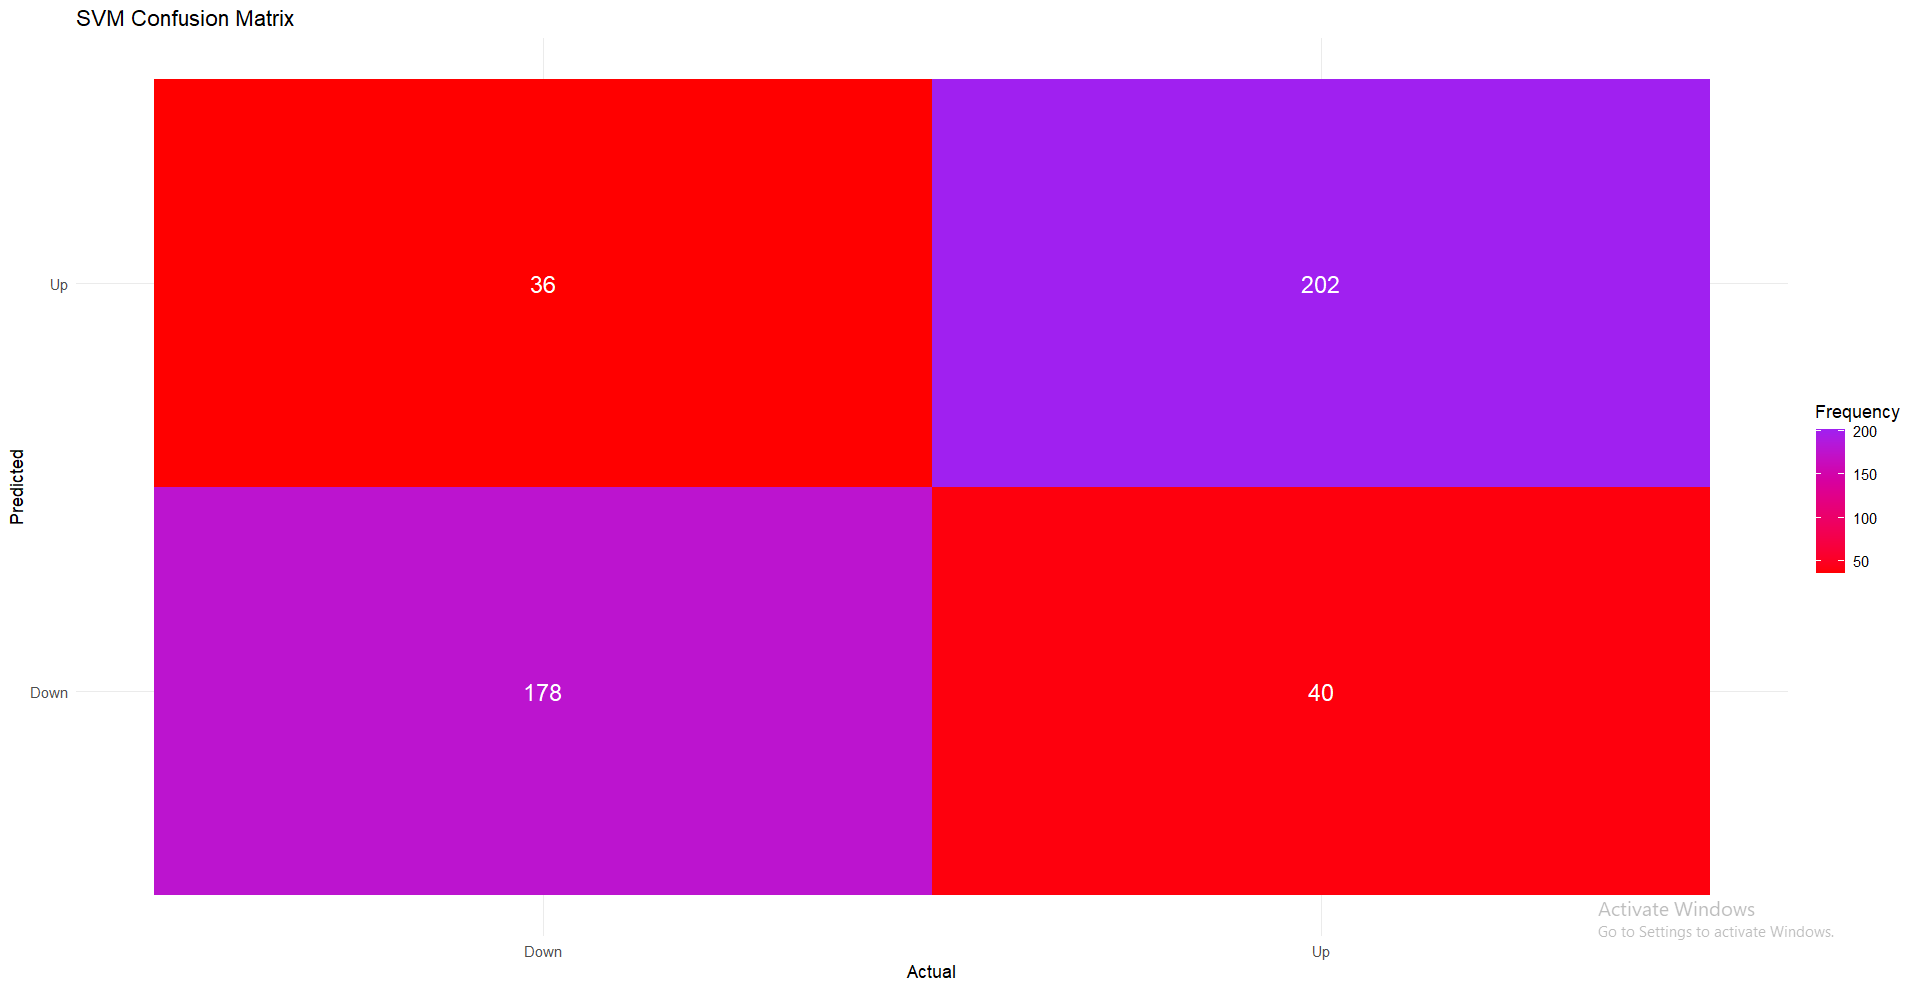 SVM Confusion Matrix
Predicted
Up
36
202
Down
178
40
Down
Up
Actual
Frequency
200
150
100
50
Activate Windows
Go to Settings to activate Windows.